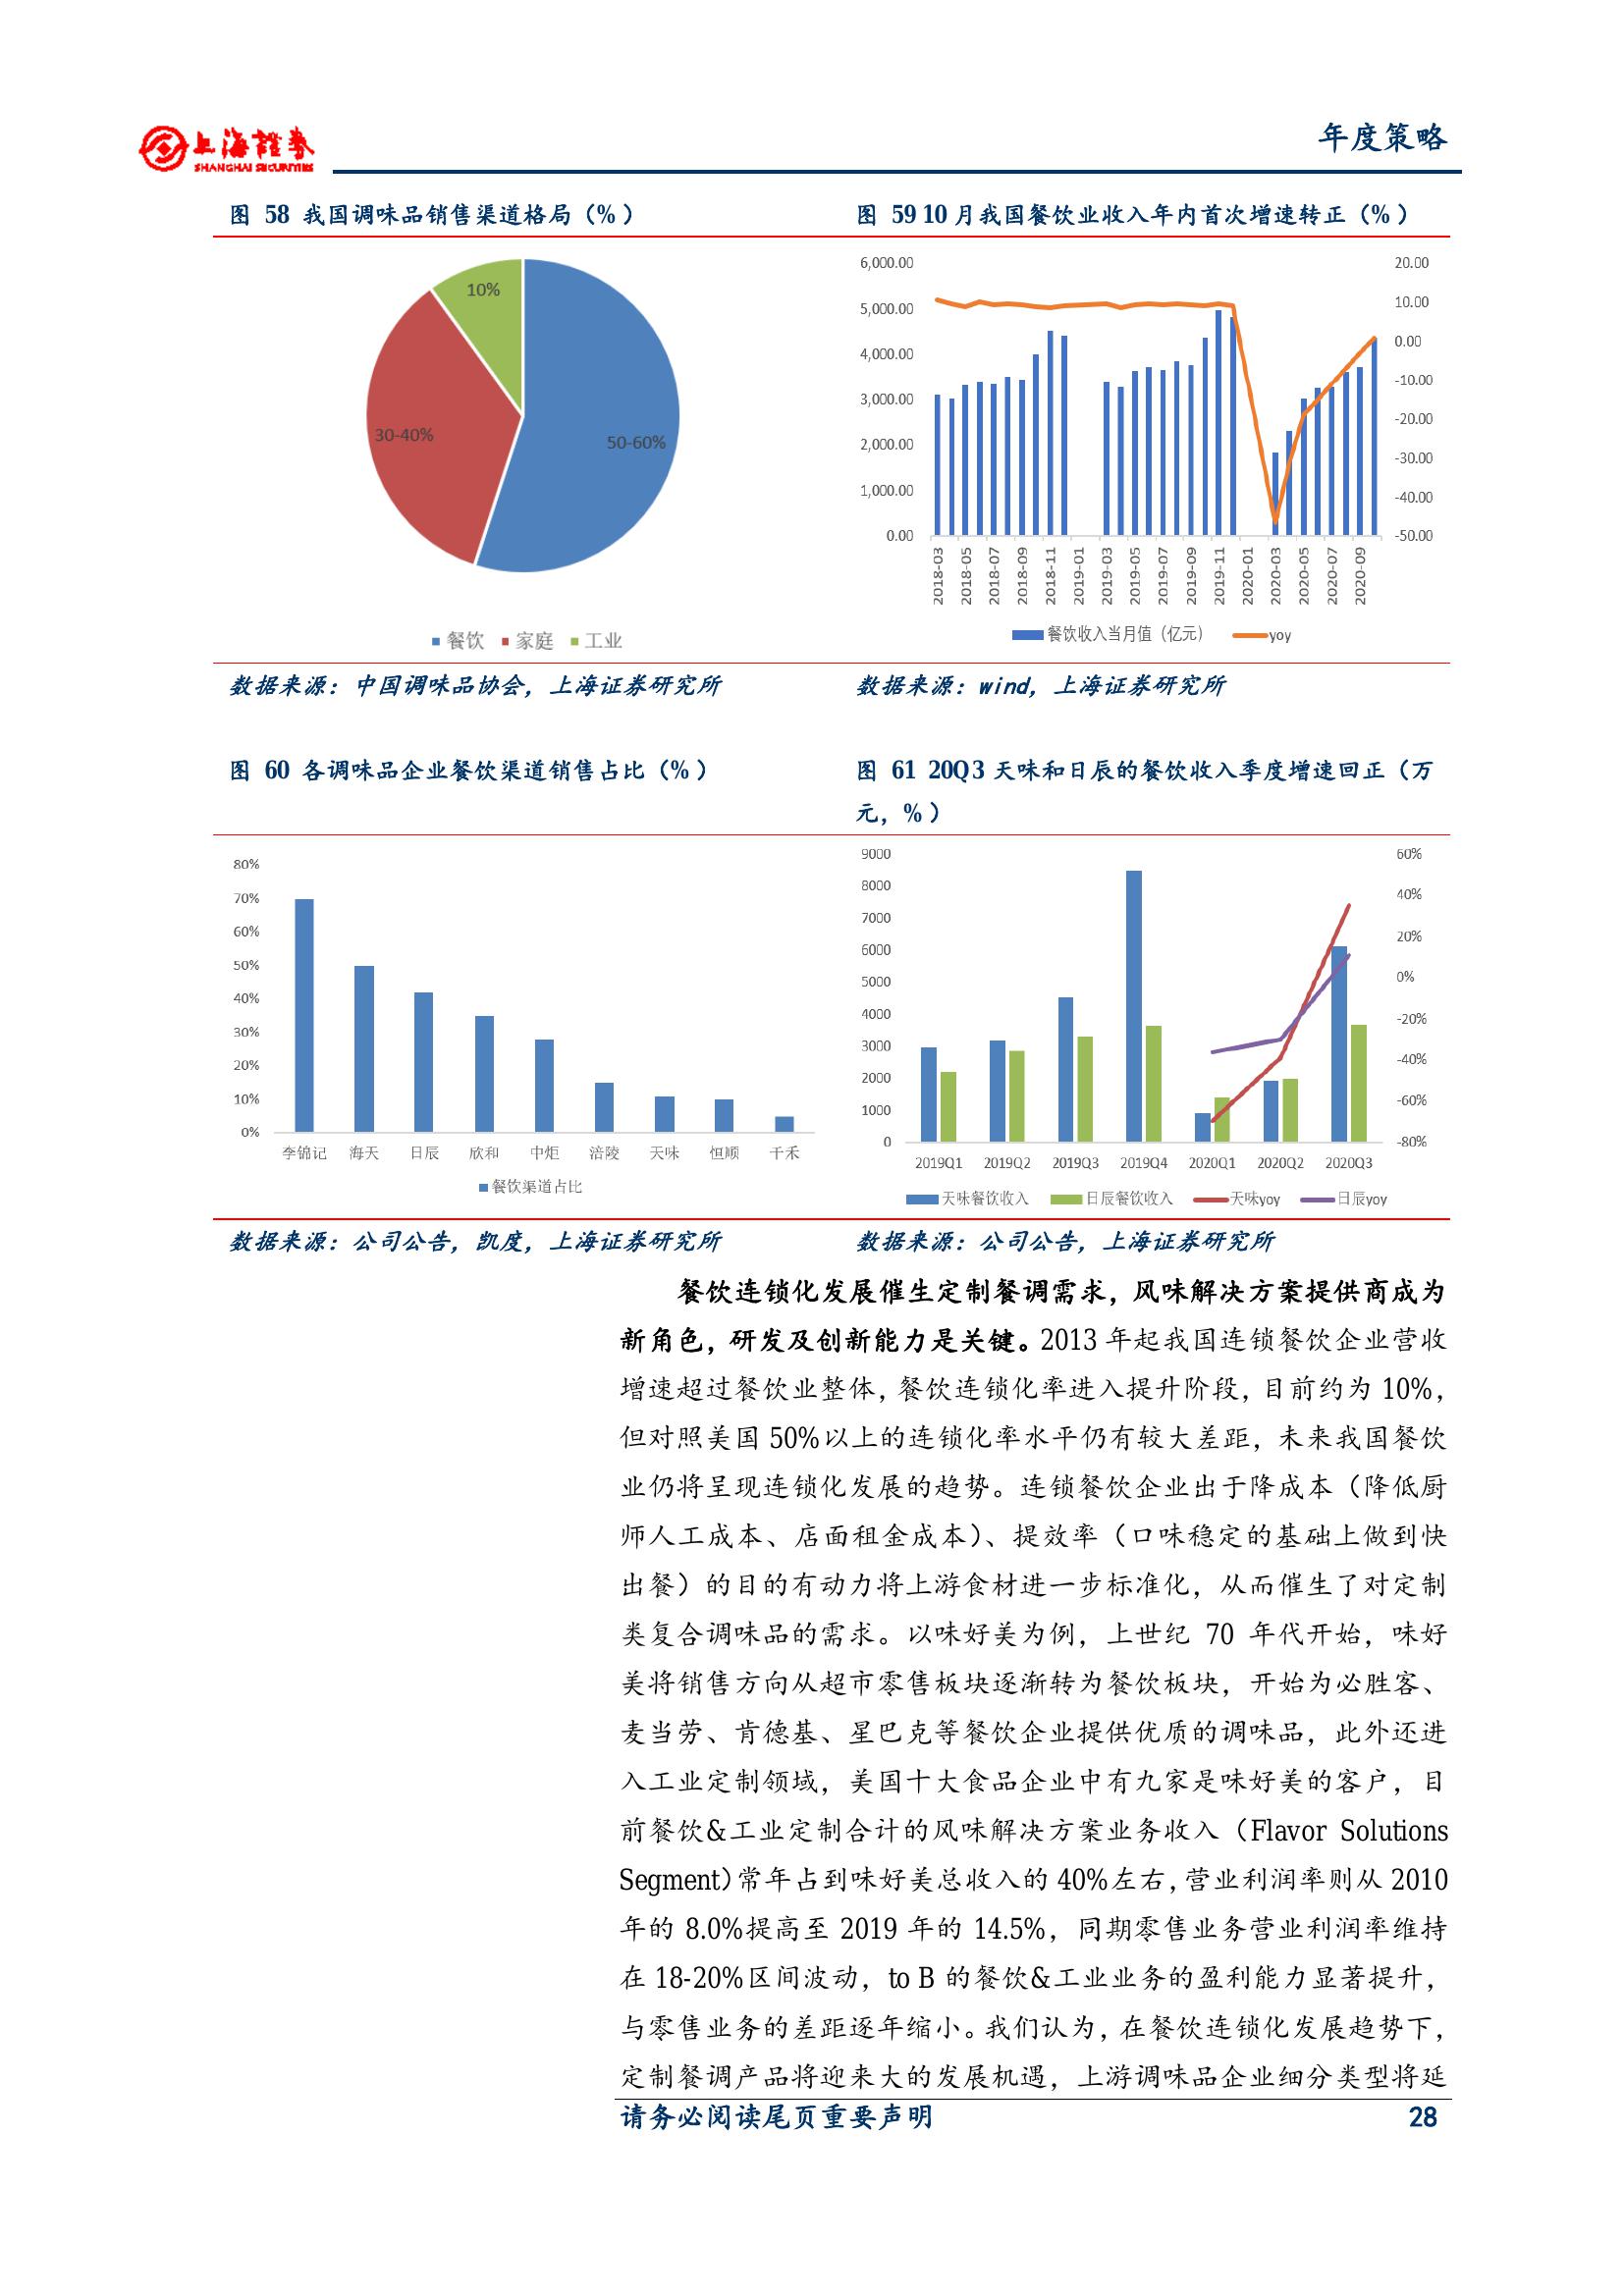 上海證券
SHANGHAI SECURITIES
年度策略
图 58 我国调味品销售渠道格局（%）
10%
30-40%
50-60%
餐饮 家庭 工业
数据来源：中国调味品协会，上海证券研究所
图 59 10 月我国餐饮业收入年内首次增速转正（%）
6,000.00
5,000.00
4,000.00
3,000.00
2,000.00
1,000.00
0.00
20.00
10.00
0.00
-10.00
-20.00
-30.00
-40.00
-50.00
2018-03 2018-05 2018-07 2018-09 2018-11 2019-01 2019-03 2019-05 2019-07 2019-09 2019-11 2020-01 2020-03 2020-05 2020-07 2020-09
餐饮收入当月值（亿元） yoy
数据来源：wind，上海证券研究所
图 60 各调味品企业餐饮渠道销售占比（%）
80%
70%
60%
50%
40%
30%
20%
10%
0%
李锦记 海天 日辰 欣和 中炬 涪陵 天味 恒顺 千禾
餐饮渠道占比
数据来源：公司公告，凯度，上海证券研究所
图 61 20Q3 天味和日辰的餐饮收入季度增速回正（万
元，%）
9000
8000
7000
6000
5000
4000
3000
2000
1000
0
60%
40%
20%
0%
-20%
-40%
-60%
-80%
2019Q1 2019Q2 2019Q3 2019Q4 2020Q1 2020Q2 2020Q3
天味餐饮收入 日辰餐饮收入 天味yoy 日辰yoy
数据来源：公司公告，上海证券研究所
餐饮连锁化发展催生定制餐调需求，风味解决方案提供商成为
新角色，研发及创新能力是关键。2013 年起我国连锁餐饮企业营收
增速超过餐饮业整体，餐饮连锁化率进入提升阶段，目前约为 10%，
但对照美国 50%以上的连锁化率水平仍有较大差距，未来我国餐饮
业仍将呈现连锁化发展的趋势。连锁餐饮企业出于降成本（降低厨
师人工成本、店面租金成本）、提效率（口味稳定的基础上做到快
出餐）的目的有动力将上游食材进一步标准化，从而催生了对定制
类复合调味品的需求。以味好美为例，上世纪 70 年代开始，味好
美将销售方向从超市零售板块逐渐转为餐饮板块，开始为必胜客、
麦当劳、肯德基、星巴克等餐饮企业提供优质的调味品，此外还进
入工业定制领域，美国十大食品企业中有九家是味好美的客户，目
前餐饮&工业定制合计的风味解决方案业务收入（Flavor Solutions
Segment）常年占到味好美总收入的 40%左右，营业利润率则从 2010
年的 8.0%提高至 2019 年的 14.5%，同期零售业务营业利润率维持
在 18-20%区间波动，to B 的餐饮&工业业务的盈利能力显著提升，
与零售业务的差距逐年缩小。我们认为，在餐饮连锁化发展趋势下，
定制餐调产品将迎来大的发展机遇，上游调味品企业细分类型将延
请务必阅读尾页重要声明 28